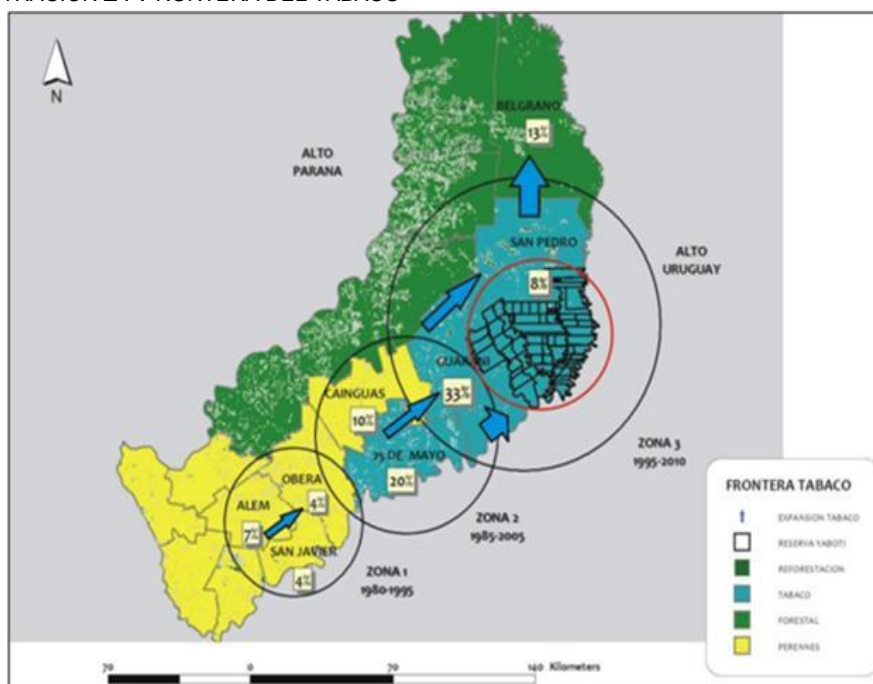 N
ALTO
PARANA
BELGRANO
13%
SAN PEDRO
8%
ALTO
URUGUAY
GUARANI
33%
CAINGUAS
10%
25 DE MAYO
20%
ZONA 3
1995-2010
OBERA
4%
ALEM
7%
SAN JAVIER
4%
ZONA 2
1985-2005
ZONA 1
1980-1995
FRONTERA TABACO
EXPANSION TABACO
RESERVA YABOTI
REFORESTACION
TABACO
FORESTAL
PERENNES
70 0 70 140 Kilometers